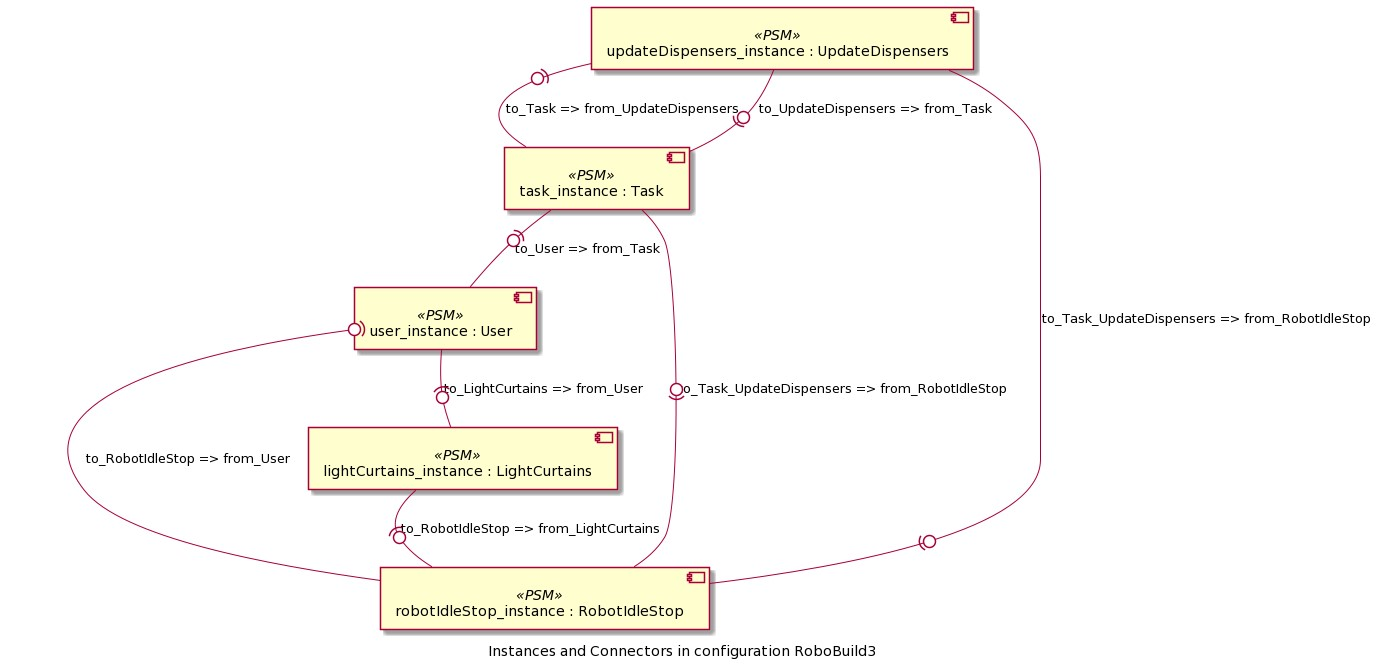 «PSM»
updateDispensers_instance : UpdateDispensers
to_Task => from_UpdateDispensers
to_UpdateDispensers => from_Task
«PSM»
task_instance : Task
to_User => from_Task
«PSM»
user_instance : User
to_Task_UpdateDispensers => from_RobotIdleStop
to_LightCurtains => from_User
o_Task_UpdateDispensers => from_RobotIdleStop
«PSM»
lightCurtains_instance : LightCurtains
to_RobotIdleStop => from_User
to_RobotIdleStop => from_LightCurtains
«PSM»
robotIdleStop_instance : RobotIdleStop
Instances and Connectors in configuration RoboBuild3